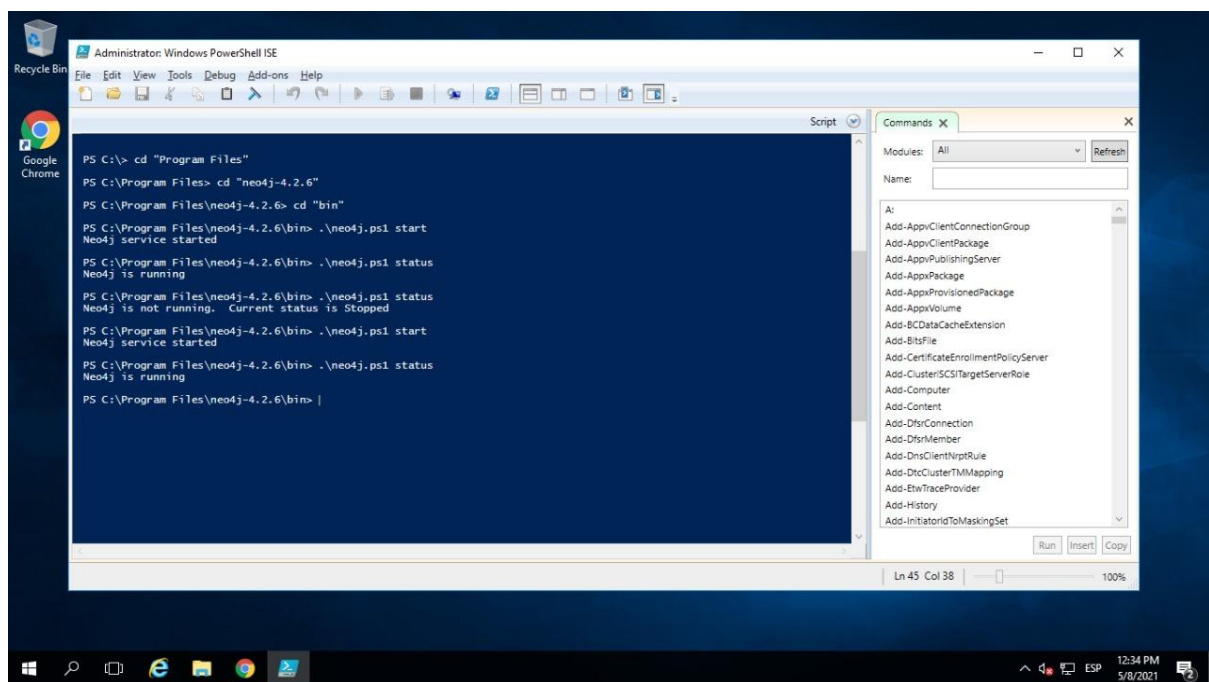 Recycle Bin
Google
Chrome
Administrator: Windows PowerShell ISE
File Edit View Tools Debug Add-ons Help
Script
PS C:\> cd "Program Files"
PS C:\Program Files> cd "neo4j-4.2.6"
PS C:\Program Files\neo4j-4.2.6> cd "bin"
PS C:\Program Files\neo4j-4.2.6\bin> .\neo4j.ps1 start
Neo4j service started
PS C:\Program Files\neo4j-4.2.6\bin> .\neo4j.ps1 status
Neo4j is running
PS C:\Program Files\neo4j-4.2.6\bin> .\neo4j.ps1 status
Neo4j is not running.  Current status is Stopped
PS C:\Program Files\neo4j-4.2.6\bin> .\neo4j.ps1 start
Neo4j service started
PS C:\Program Files\neo4j-4.2.6\bin> .\neo4j.ps1 status
Neo4j is running
PS C:\Program Files\neo4j-4.2.6\bin>
Commands
Modules: All Refresh
Name:
A:
Add-AppvClientConnectionGroup
Add-AppvClientPackage
Add-AppvPublishingServer
Add-AppxPackage
Add-AppxProvisionedPackage
Add-AppxVolume
Add-BCDataCacheExtension
Add-BitsFile
Add-CertificateEnrollmentPolicyServer
Add-ClusteriSCSITargetServerRole
Add-Computer
Add-Content
Add-DfsrConnection
Add-DfsrMember
Add-DnsClientNrptRule
Add-DtcClusterTMMapping
Add-EtwTraceProvider
Add-History
Add-InitiatorIdToMaskingSet
Run Insert Copy
Ln 45 Col 38 100%
ESP
12:34 PM
5/8/2021
2